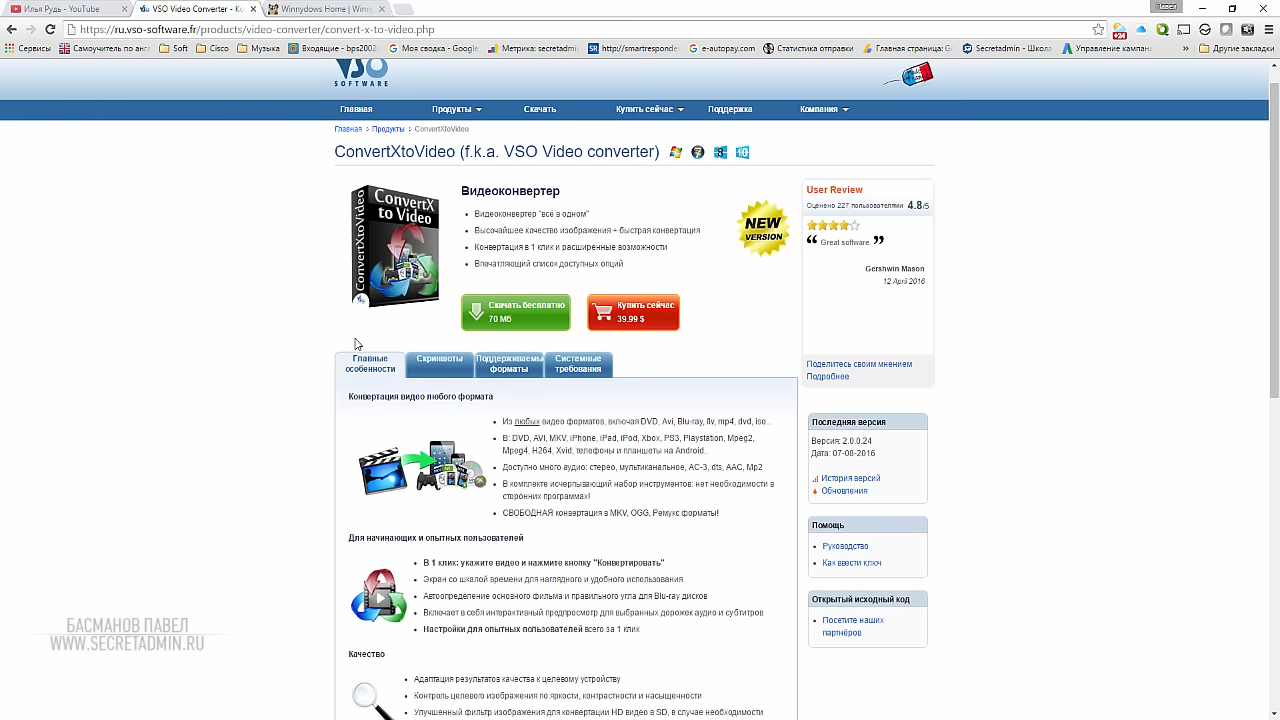 Илья Рудь - YouTube
VSO Video Converter - Ko
Winnydows Home | Winn
Павел
https://ru.vso-software.fr/products/video-converter/convert-x-to-video.php
+24
Сервисы
Самоучитель по анг
Soft
Cisco
Музыка
Входящие - bps2002
Моя сводка - Google
Метрика: secretadmi
http://smartresponde
e-autopay.com
Статистика отправки
Главная страница: G
Secretadmin - Школа
Управление кампани
Другие закладки
VSO
SOFTWARE
Главная
Продукты
Скачать
Купить сейчас
Поддержка
Компания
Главная > Продукты > ConvertXtoVideo
ConvertXtoVideo (f.k.a. VSO Video converter)
ConvertX
to Video
ConvertXtoVideo
Видеоконвертер
Видеоконвертер "всё в одном"
Высочайшее качество изображения + быстрая конвертация
Конвертация в 1 клик и расширенные возможности
Впечатляющий список доступных опций
NEW
VERSION
Скачать бесплатно
70 Мб
Купить сейчас
39.99 $
User Review
Оценено 227 пользователями 4.8/5
“ Great software. ”
Gershwin Mason
12 April 2016
Поделитесь своим мнением
Подробнее
Главные
особенности
Скриншоты
Поддерживаемы
форматы
Системные
требования
Конвертация видео любого формата
Из любых видео форматов, включая DVD, Avi, Blu-ray, flv, mp4, dvd, iso...
В: DVD, AVI, MKV, iPhone, iPad, iPod, Xbox, PS3, Playstation, Mpeg2,
Mpeg4, H264, Xvid, телефоны и планшеты на Android..
Доступно много аудио: стерео, мультиканальное, AC-3, dts, AAC, Mp2
В комплекте исчерпывающий набор инструментов: нет необходимости в
сторонних программах!
СВОБОДНАЯ конвертация в MKV, OGG, Ремукс форматы!
Для начинающих и опытных пользователей
В 1 клик: укажите видео и нажмите кнопку "Конвертировать"
Экран со шкалой времени для наглядного и удобного использования
Автоопределение основного фильма и правильного угла для Blu-ray дисков
Включает в себя интерактивный предпросмотр для выбранных дорожек аудио и субтитров
Настройки для опытных пользователей всего за 1 клик
Качество
Адаптация результатов качества к целевому устройству
Контроль целевого изображения по яркости, контрастности и насыщенности
Улучшенный фильтр изображения для конвертации HD видео в SD, в случае необходимости
Последняя версия
Версия: 2.0.0.24
Дата: 07-08-2016
История версий
Обновления
Помощь
Руководство
Как ввести ключ
Открытый исходный код
Посетите наших
партнёров
БАСМАНОВ ПАВЕЛ
WWW.SECRETADMIN.RU